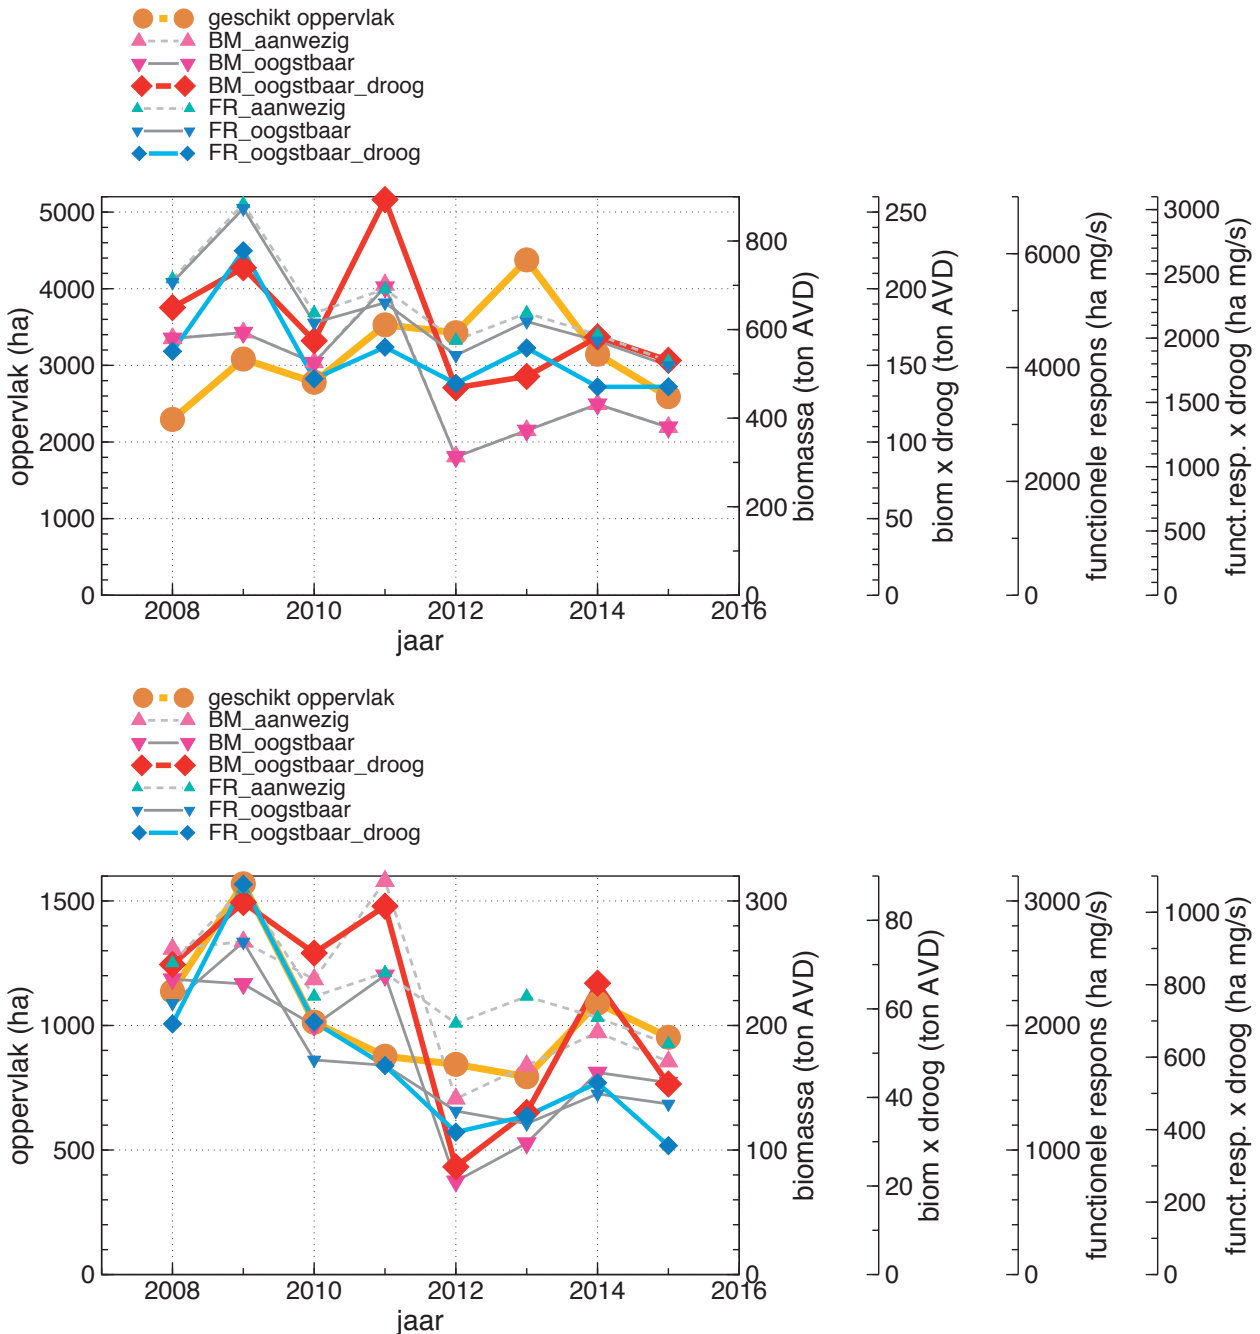 geschikt oppervlak
BM_aanwezig
BM_oogstbaar
BM_oogstbaar_droog
FR_aanwezig
FR_oogstbaar
FR_oogstbaar_droog
oppervlak (ha)
5000
4000
3000
2000
1000
0
2008 2010 2012 2014 2016
jaar
800
600
400
200
0
biomassa (ton AVD)
250
200
150
100
50
0
biom x droog (ton AVD)
6000
4000
2000
0
functionele respons (ha mg/s)
3000
2500
2000
1500
1000
500
0
funct.resp. x droog (ha mg/s)
geschikt oppervlak
BM_aanwezig
BM_oogstbaar
BM_oogstbaar_droog
FR_aanwezig
FR_oogstbaar
FR_oogstbaar_droog
oppervlak (ha)
1500
1000
500
0
2008 2010 2012 2014 2016
jaar
300
200
100
0
biomassa (ton AVD)
80
60
40
20
0
biom x droog (ton AVD)
3000
2000
1000
0
functionele respons (ha mg/s)
1000
800
600
400
200
0
funct.resp. x droog (ha mg/s)